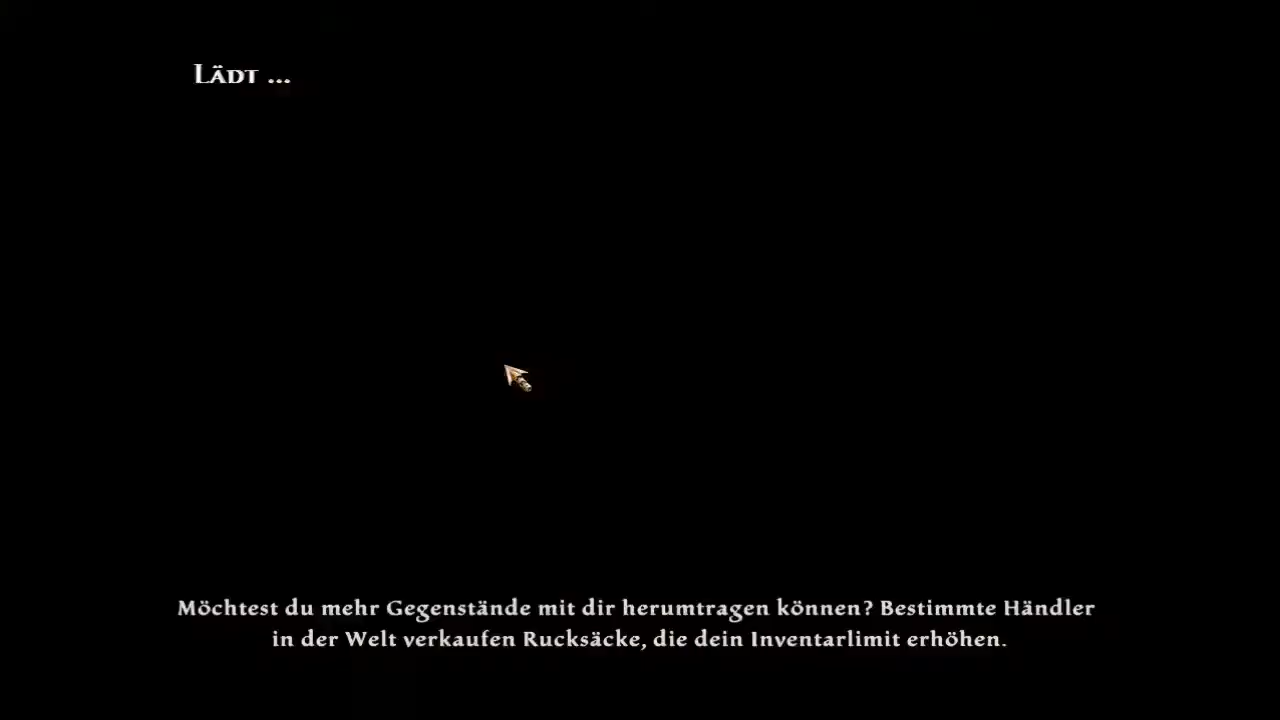 Lädt ...
Möchtest du mehr Gegenstände mit dir herumtragen können? Bestimmte Händler
in der Welt verkaufen Rucksäcke, die dein Inventarlimit erhöhen.